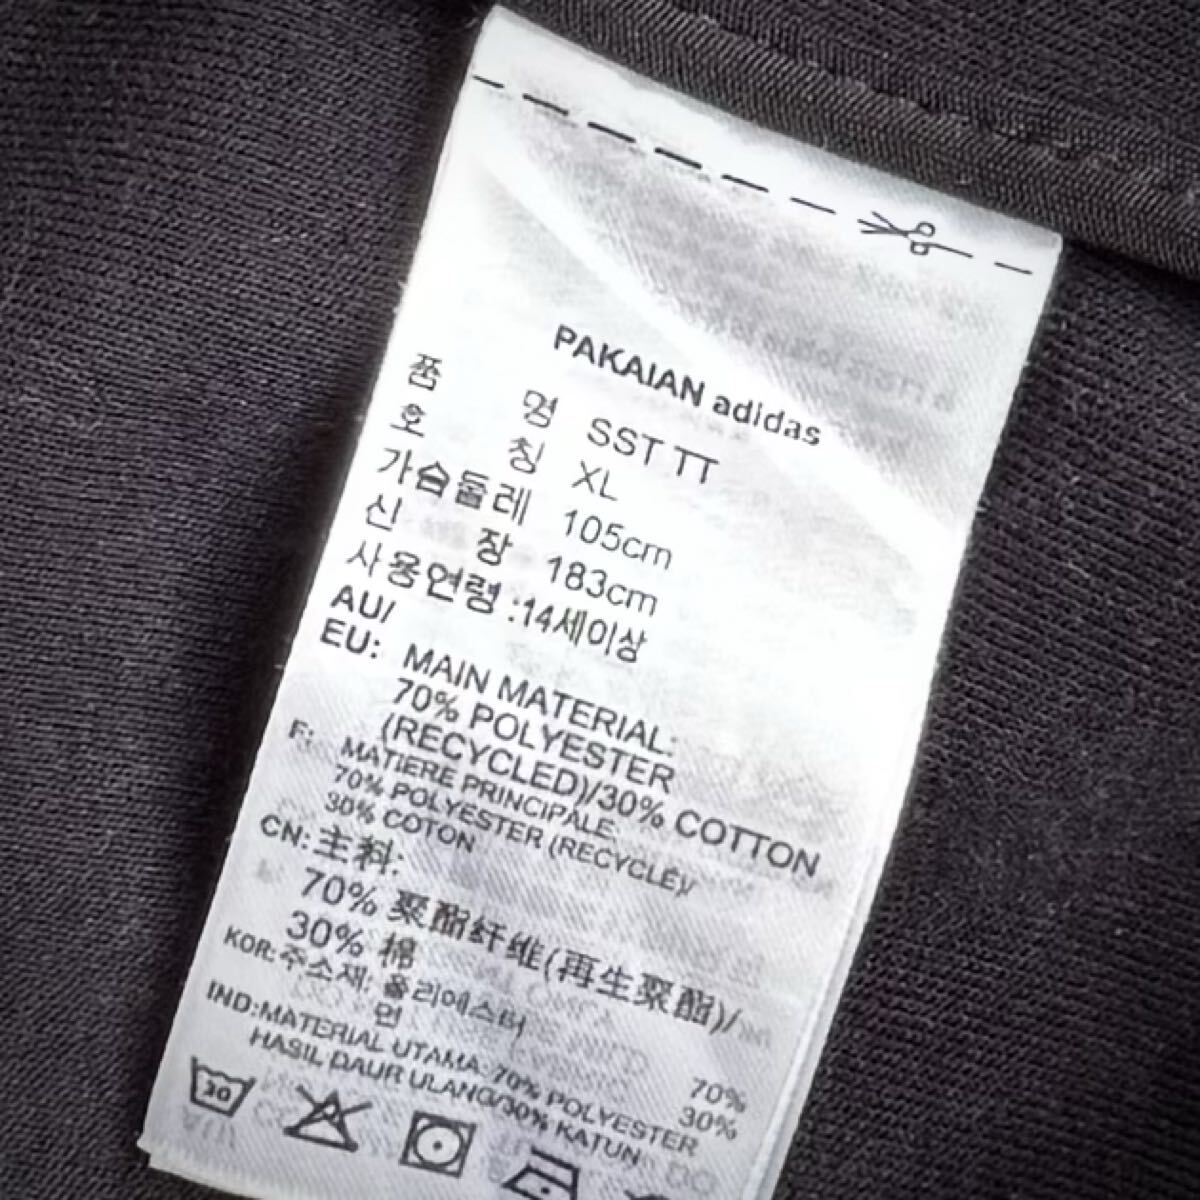 PAKAIAN adidas
품 명 SST TT
호 칭 XL
가슴둘레 105cm
신 장 183cm
사용연령 :14세이상
AU/
EU: MAIN MATERIAL:
70% POLYESTER
(RECYCLED)/30% COTTON
F: MATIERE PRINCIPALE:
70% POLYESTER (RECYCLE)/
30% COTON
CN:主料:
70% 聚酯纤维(再生聚酯)/
30% 棉
KOR:주소재: 폴리에스터 70%
면 30%
IND:MATERIAL UTAMA: 70% POLYESTER
HASIL DAUR ULANG/30% KATUN
30